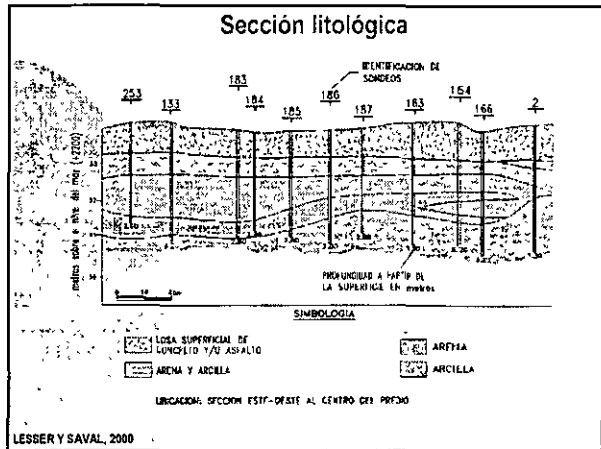 Sección litológica
IDENTIFICACION DE
SONDEOS
253
133
183
184
185
186
187
163
164
166
2
metros sobre el nivel del mar (+2200)
PROFUNDIDAD A PARTIR DE
LA SUPERFICIE EN metros
SIMBOLOGIA
LOSA SUPERFICIAL DE
CONCRETO Y/O ASFALTO
ARENA
ARENA Y ARCILLA
ARCILLA
UBICACION: SECCION ESTE-OESTE AL CENTRO DEL PREDIO
LESSER Y SAVAL, 2000